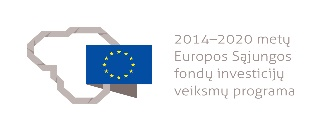 2014–2020 metų
Europos Sąjungos
fondų investicijų
veiksmų programa